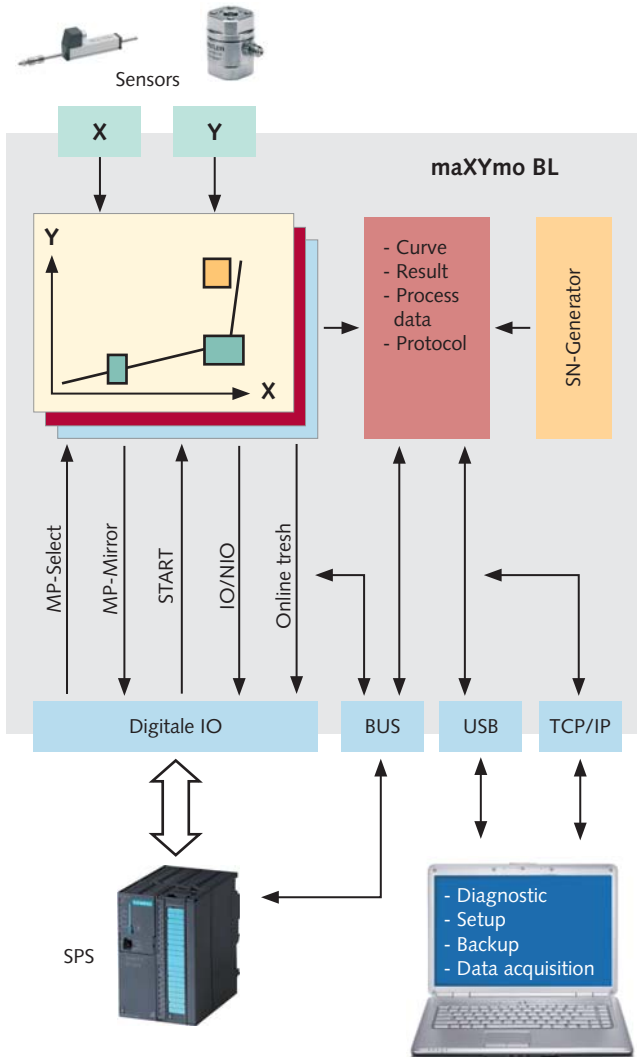 Sensors
X
Y
maXYmo BL
Y
X
- Curve
- Result
- Process
data
- Protocol
SN-Generator
MP-Select
MP-Mirror
START
IO/NIO
Online tresh
Digitale IO
BUS
USB
TCP/IP
SPS
SIEMENS
- Diagnostic
- Setup
- Backup
- Data acquisition